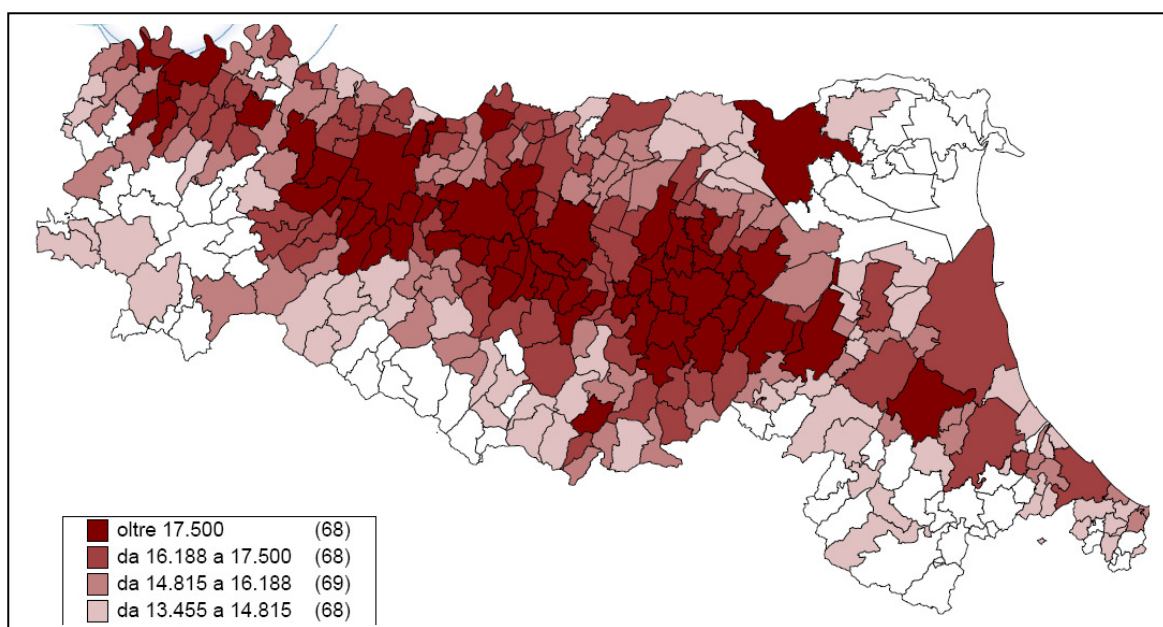 oltre 17.500 (68)
da 16.188 a 17.500 (68)
da 14.815 a 16.188 (69)
da 13.455 a 14.815 (68)